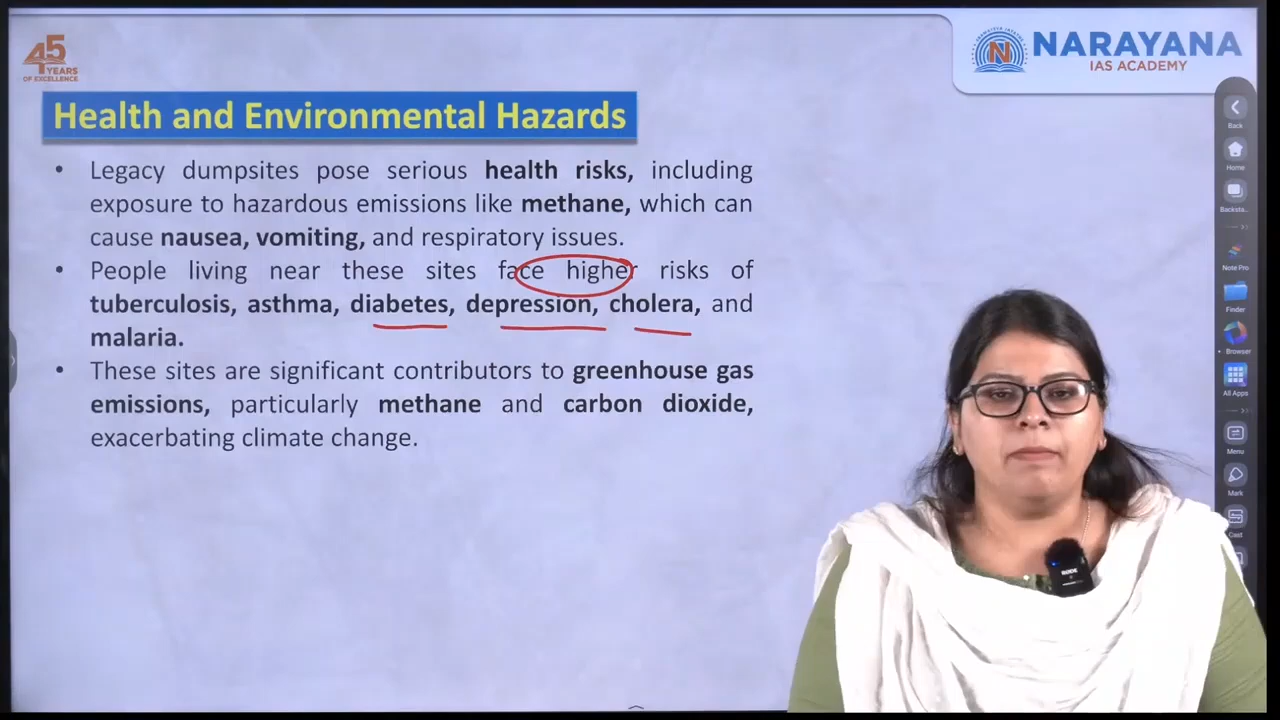 45
YEARS
OF EXCELLENCE
NARAYANA
IAS ACADEMY
Health and Environmental Hazards
• Legacy dumpsites pose serious health risks, including
exposure to hazardous emissions like methane, which can
cause nausea, vomiting, and respiratory issues.
• People living near these sites face higher risks of
tuberculosis, asthma, diabetes, depression, cholera, and
malaria.
• These sites are significant contributors to greenhouse gas
emissions, particularly methane and carbon dioxide,
exacerbating climate change.
Back
Home
Backsta..
Note Pro
Finder
Browser
All Apps
Menu
Mark
Cast
RODE